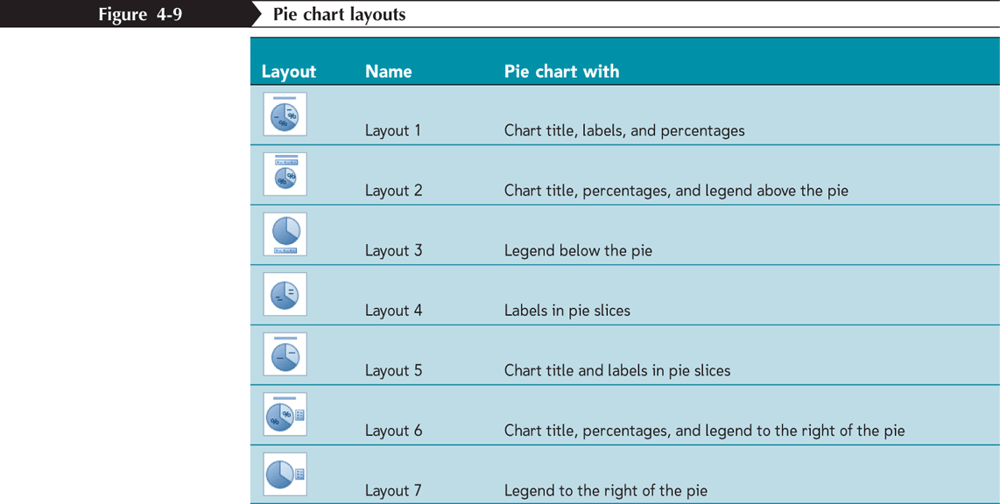 Figure 4-9 Pie chart layouts
Layout Name Pie chart with
Layout 1 Chart title, labels, and percentages
Layout 2 Chart title, percentages, and legend above the pie
Layout 3 Legend below the pie
Layout 4 Labels in pie slices
Layout 5 Chart title and labels in pie slices
Layout 6 Chart title, percentages, and legend to the right of the pie
Layout 7 Legend to the right of the pie